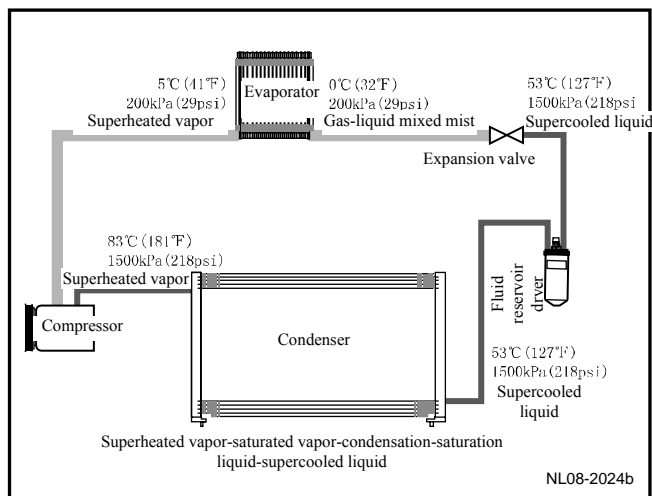 5℃(41℉)
200kPa(29psi)
Superheated vapor
Evaporator
0℃(32℉)
200kPa(29psi)
Gas-liquid mixed mist
53℃(127℉)
1500kPa(218psi
Supercooled liquid
Expansion valve
83℃(181℉)
1500kPa(218psi)
Superheated vapor
Compressor
Condenser
Fluid
reservoir
dryer
53℃(127℉)
1500kPa(218psi)
Supercooled
liquid
Superheated vapor-saturated vapor-condensation-saturation
liquid-supercooled liquid
NL08-2024b